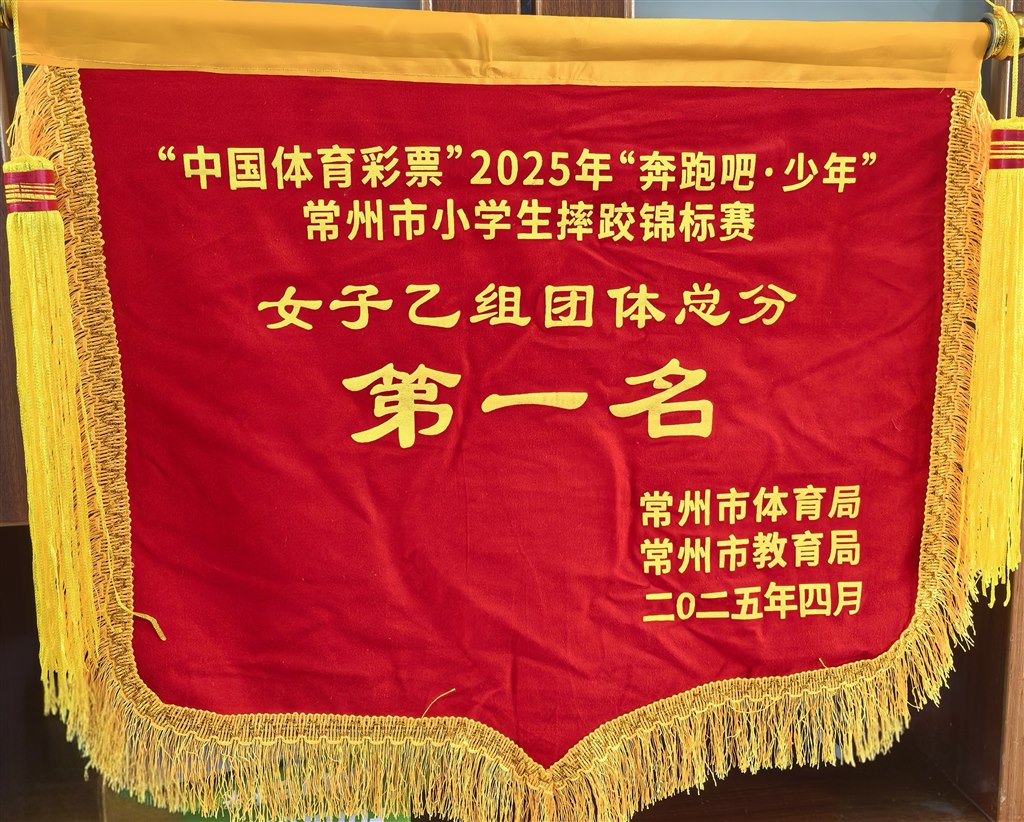 “中国体育彩票”2025年“奔跑吧·少年”
常州市小学生摔跤锦标赛
女子乙组团体总分
第一名
常州市体育局
常州市教育局
二0二五年四月